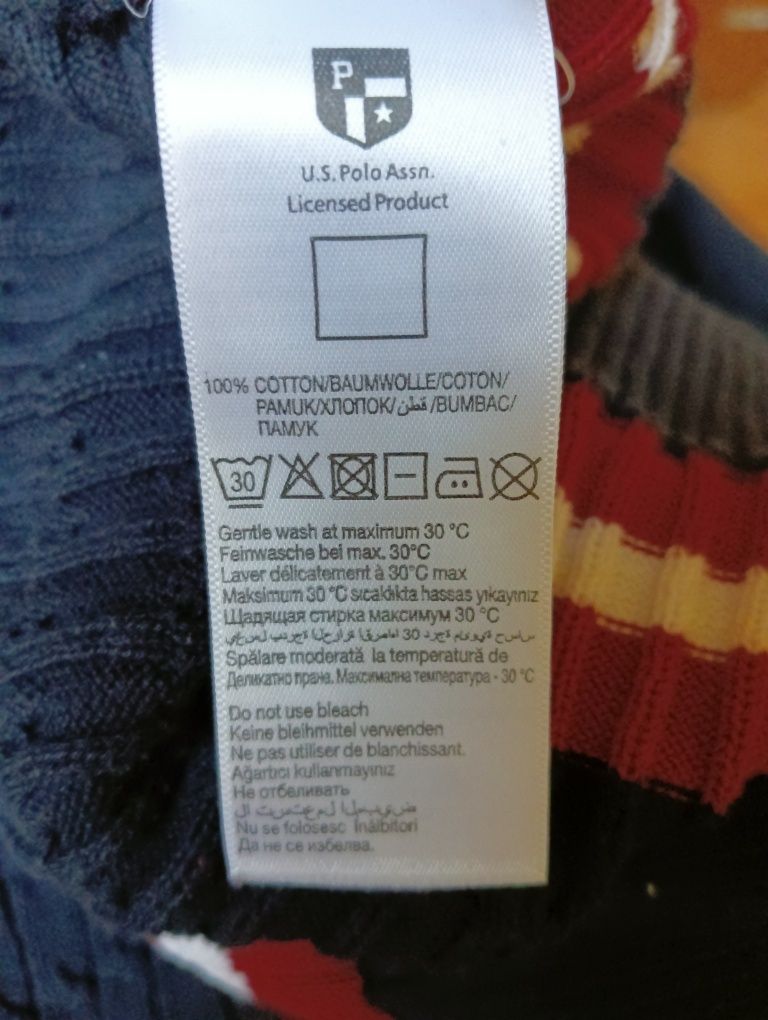 P
U.S. Polo Assn.
Licensed Product
100% COTTON/BAUMWOLLE/COTON/
PAMUK/ХЛОПОК/قطن/BUMBAC/
ПАМУК
30
Gentle wash at maximum 30 °C
Feinwasche bei max. 30°C
Laver délicatement à 30°C max
Maksimum 30 °C sıcaklıkta hassas yıkayınız
Щадящая стирка максимум 30 °C
30
Spălare moderată la temperatură de
Деликатно пране. Максимална температура - 30 °C
Do not use bleach
Keine bleihmittel verwenden
Ne pas utiliser de blanchissant.
Ağartıcı kullanmayınız
Не отбеливать
Nu se folosesc înălbitori
Да не се избелва.